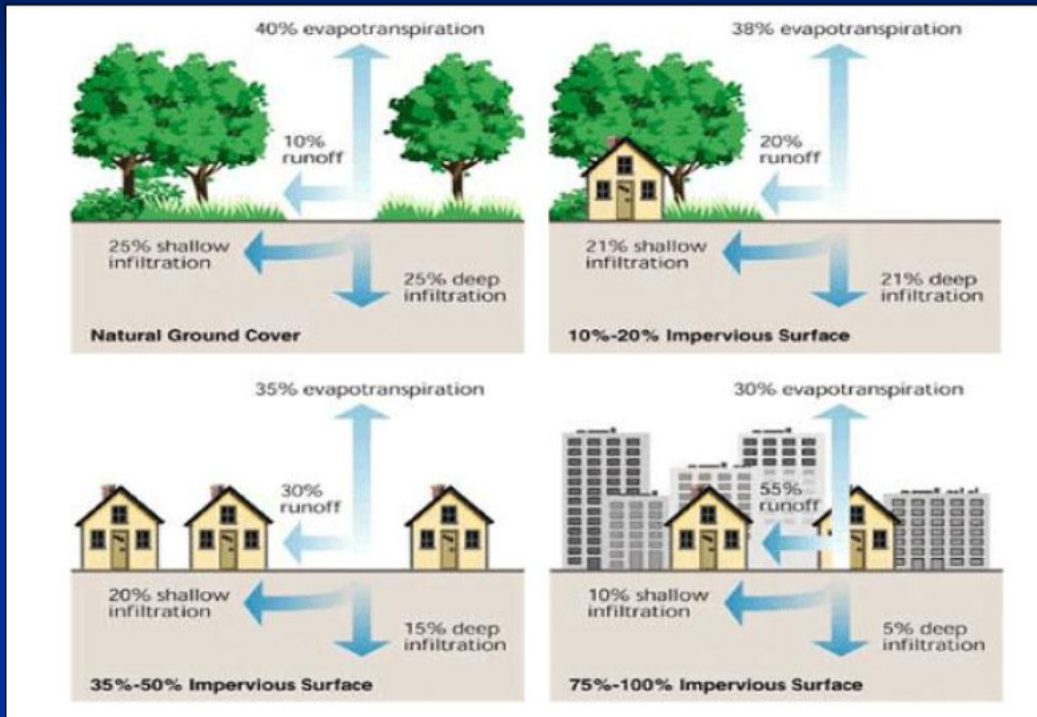 40% evapotranspiration
10%
runoff
25% shallow
infiltration
25% deep
infiltration
Natural Ground Cover
38% evapotranspiration
20%
runoff
21% shallow
infiltration
21% deep
infiltration
10%-20% Impervious Surface
35% evapotranspiration
30%
runoff
20% shallow
infiltration
15% deep
infiltration
35%-50% Impervious Surface
30% evapotranspiration
55%
runoff
10% shallow
infiltration
5% deep
infiltration
75%-100% Impervious Surface